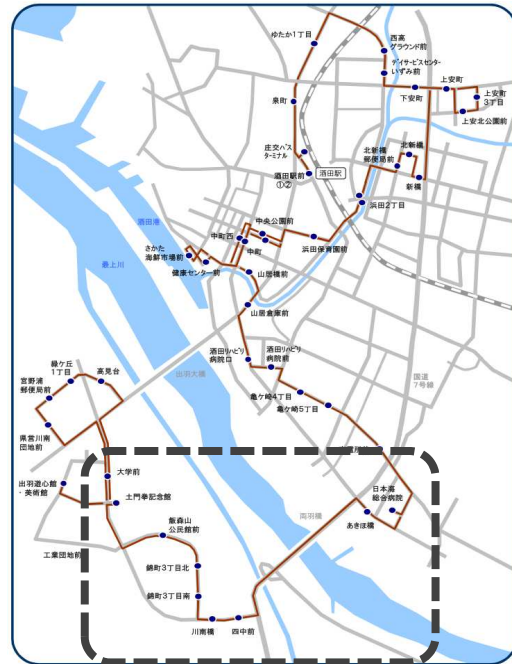 ゆたか1丁目
西高
グラウンド前
デイサービスセンター
いずみ前
泉町
下安町
上安町
上安町
3丁目
上安北公園前
庄交バス
ターミナル
酒田駅前
①②
酒田駅
北新橋
郵便局前
北新橋
新橋
浜田2丁目
中央公園前
中町西
中町
浜田保育園前
酒田港
さかた
海鮮市場前
最上川
健康センター前
山居橋前
山居倉庫前
酒田リハビリ
病院口
酒田リハビリ
病院前
出羽大橋
国道
7号線
緑ケ丘
1丁目
高見台
宮野浦
郵便局前
亀ケ崎4丁目
亀ケ崎5丁目
県営川南
団地前
大学前
出羽遊心館
・美術館
土門拳記念館
日本海
総合病院
あきほ橋
両羽橋
飯森山
公民館前
工業団地前
錦町3丁目北
錦町3丁目南
川南橋
四中前